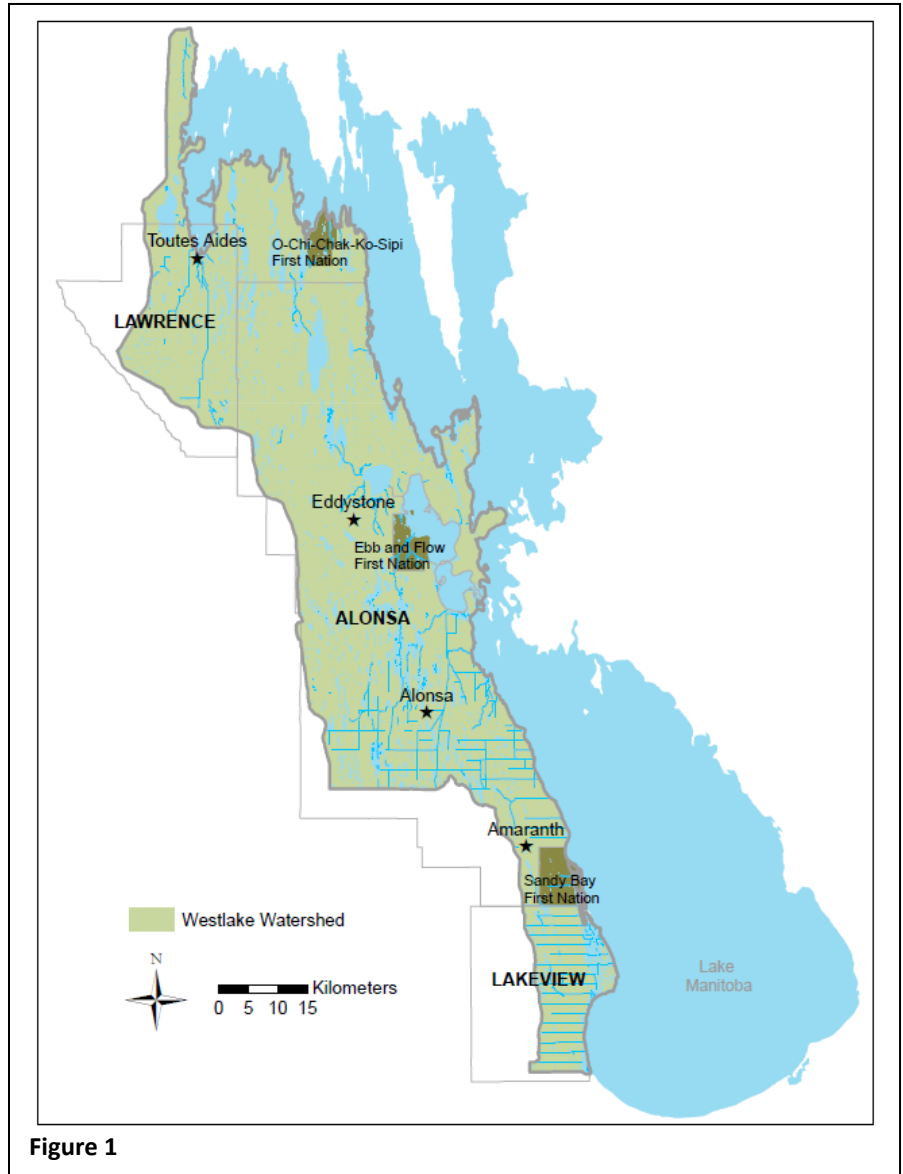 Toutes Aides
O-Chi-Chak-Ko-Sipi
First Nation
LAWRENCE
Eddystone
Ebb and Flow
First Nation
ALONSA
Alonsa
Amaranth
Sandy Bay
First Nation
Westlake Watershed
LAKEVIEW
Lake
Manitoba
N
Kilometers
0 5 10 15
Figure 1